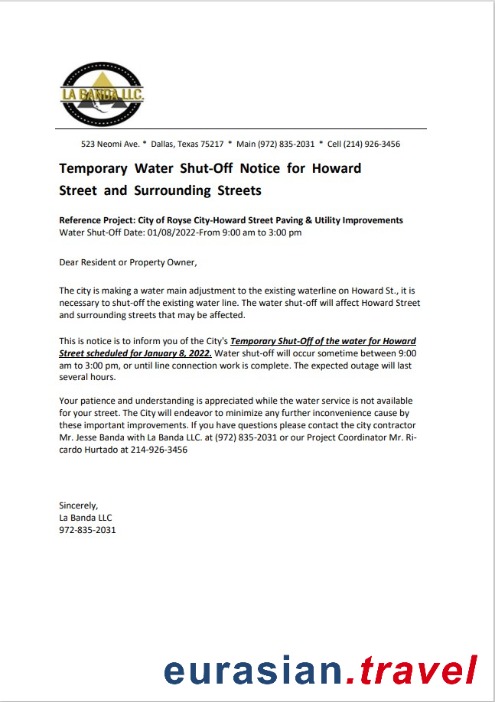 LA BANDA LLC.
523 Neomi Ave. * Dallas, Texas 75217 * Main (972) 835-2031 * Cell (214) 926-3456
Temporary Water Shut-Off Notice for Howard
Street and Surrounding Streets
Reference Project: City of Royse City-Howard Street Paving & Utility Improvements
Water Shut-Off Date: 01/08/2022-From 9:00 am to 3:00 pm
Dear Resident or Property Owner,
The city is making a water main adjustment to the existing waterline on Howard St., it is
necessary to shut-off the existing water line. The water shut-off will affect Howard Street
and surrounding streets that may be affected.
This is notice is to inform you of the City's Temporary Shut-Off of the water for Howard
Street scheduled for January 8, 2022. Water shut-off will occur sometime between 9:00
am to 3:00 pm, or until line connection work is complete. The expected outage will last
several hours.
Your patience and understanding is appreciated while the water service is not available
for your street. The City will endeavor to minimize any further inconvenience cause by
these important improvements. If you have questions please contact the city contractor
Mr. Jesse Banda with La Banda LLC. at (972) 835-2031 or our Project Coordinator Mr. Ri-
cardo Hurtado at 214-926-3456
Sincerely,
La Banda LLC
972-835-2031
eurasian.travel